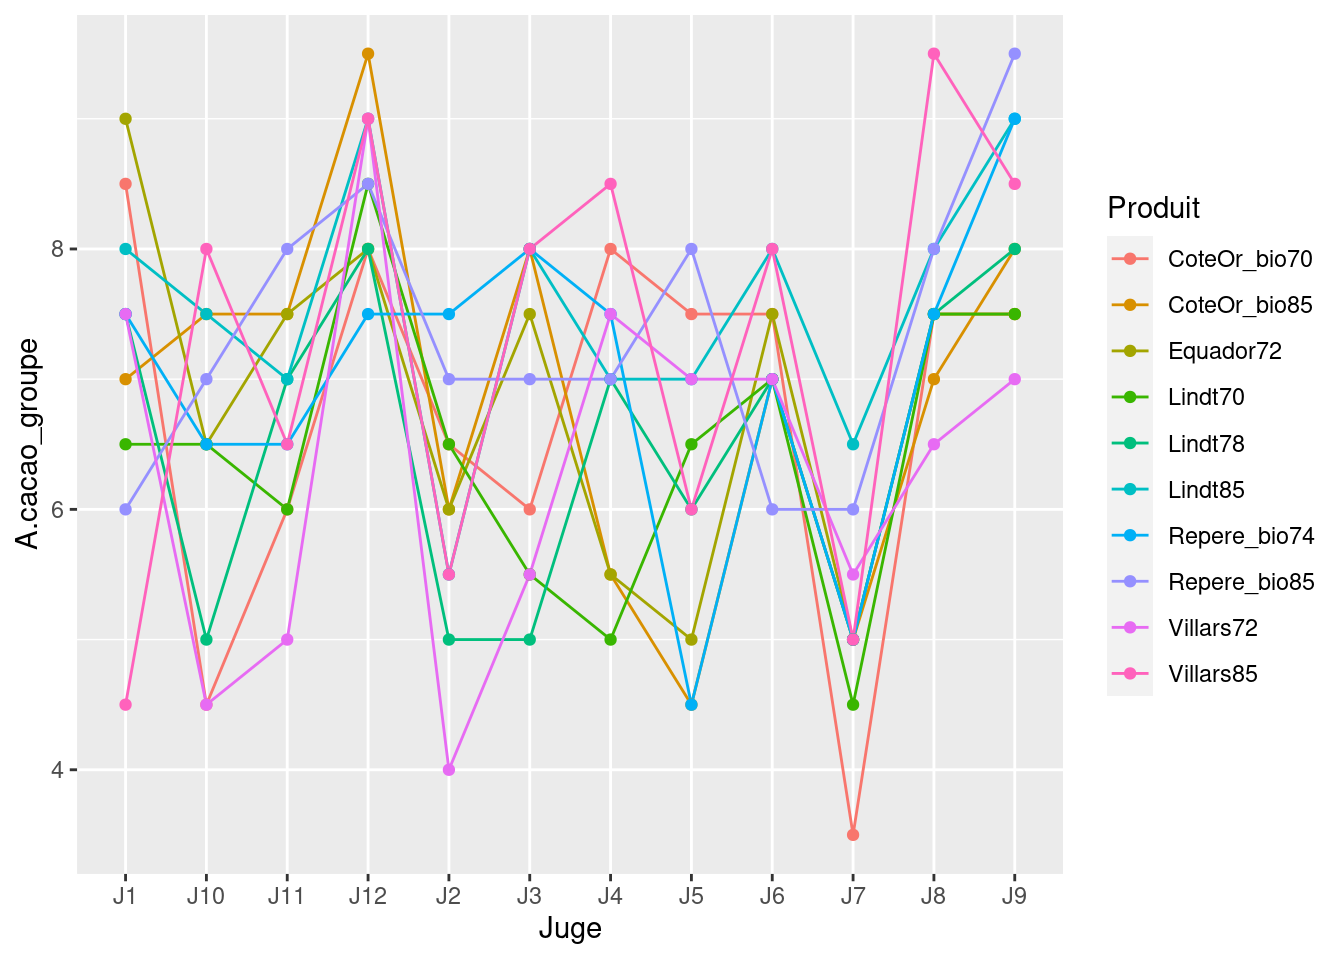 A.cacao_groupe
8
6
4
J1 J10 J11 J12 J2 J3 J4 J5 J6 J7 J8 J9
Juge
Produit
CoteOr_bio70
CoteOr_bio85
Equador72
Lindt70
Lindt78
Lindt85
Repere_bio74
Repere_bio85
Villars72
Villars85